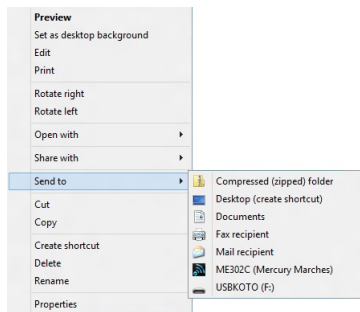 Preview
Set as desktop background
Edit
Print
Rotate right
Rotate left
Open with
Share with
Send to
Cut
Copy
Create shortcut
Delete
Rename
Properties
Compressed (zipped) folder
Desktop (create shortcut)
Documents
Fax recipient
Mail recipient
ME302C (Mercury Marches)
USBKOTO (F:)